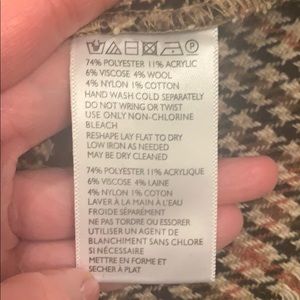 74% POLYESTER 11% ACRYLIC
6% VISCOSE 4% WOOL
4% NYLON 1% COTTON
HAND WASH COLD SEPARATELY
DO NOT WRING OR TWIST
USE ONLY NON-CHLORINE
BLEACH
RESHAPE LAY FLAT TO DRY
LOW IRON AS NEEDED
MAY BE DRY CLEANED
74% POLYESTER 11% ACRYLIQUE
6% VISCOSE 4% LAINE
4% NYLON 1% COTON
LAVER À LA MAIN À L'EAU
FROIDE SÉPARÉMENT
NE PAS TORDRE OU ESSORER
UTILISER UN AGENT DE
BLANCHIMENT SANS CHLORE
SI NÉCESSAIRE
METTRE EN FORME ET
SÉCHER À PLAT